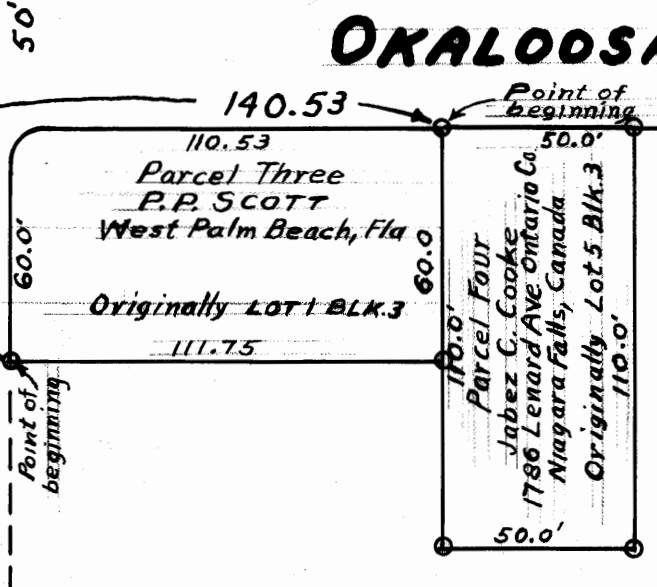 50'
OKALOOSA
140.53
Point of
beginning
110.53
50.0'
Parcel Three
P.P. SCOTT
West Palm Beach, Fla
60.0'
60.0
Originally LOT 1 BLK.3
111.75
Point of
beginning
110.0'
Parcel Four
Jabez C. Cooke
1786 Lenard Ave Ontario Co
Niagara Falls, Canada
Originally Lot 5 Blk.3
110.0'
50.0'